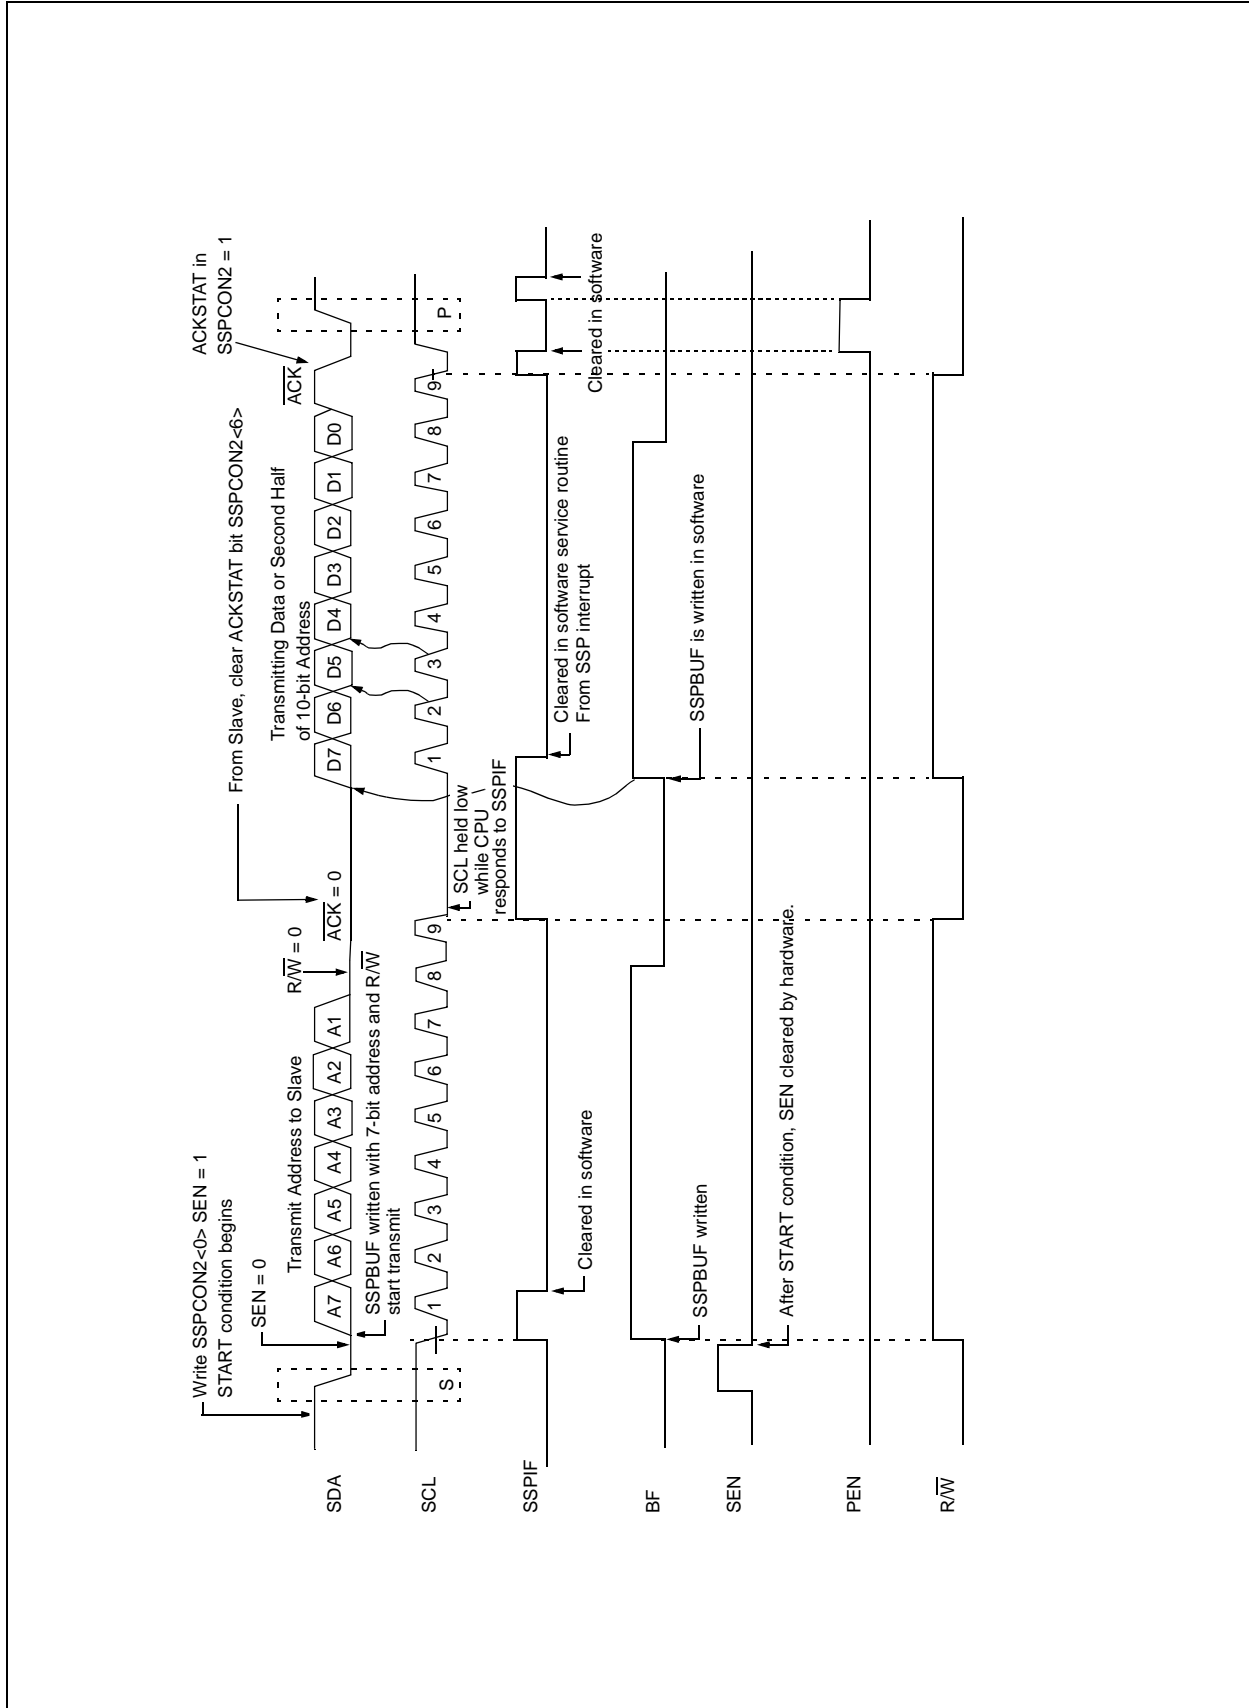 Write SSPCON2<0> SEN = 1
START condition begins
SEN = 0
Transmit Address to Slave
R/W = 0
From Slave, clear ACKSTAT bit SSPCON2<6>
Transmitting Data or Second Half
of 10-bit Address
ACKSTAT in
SSPCON2 = 1
ACK = 0
ACK
SDA
A7 A6 A5 A4 A3 A2 A1
D7 D6 D5 D4 D3 D2 D1 D0
SSPBUF written with 7-bit address and R/W
start transmit
SCL
S
1 2 3 4 5 6 7 8 9
1 2 3 4 5 6 7 8 9
P
SCL held low
while CPU
responds to SSPIF
SSPIF
Cleared in software
Cleared in software service routine
From SSP interrupt
Cleared in software
BF
SSPBUF written
SSPBUF is written in software
SEN
After START condition, SEN cleared by hardware.
PEN
R/W